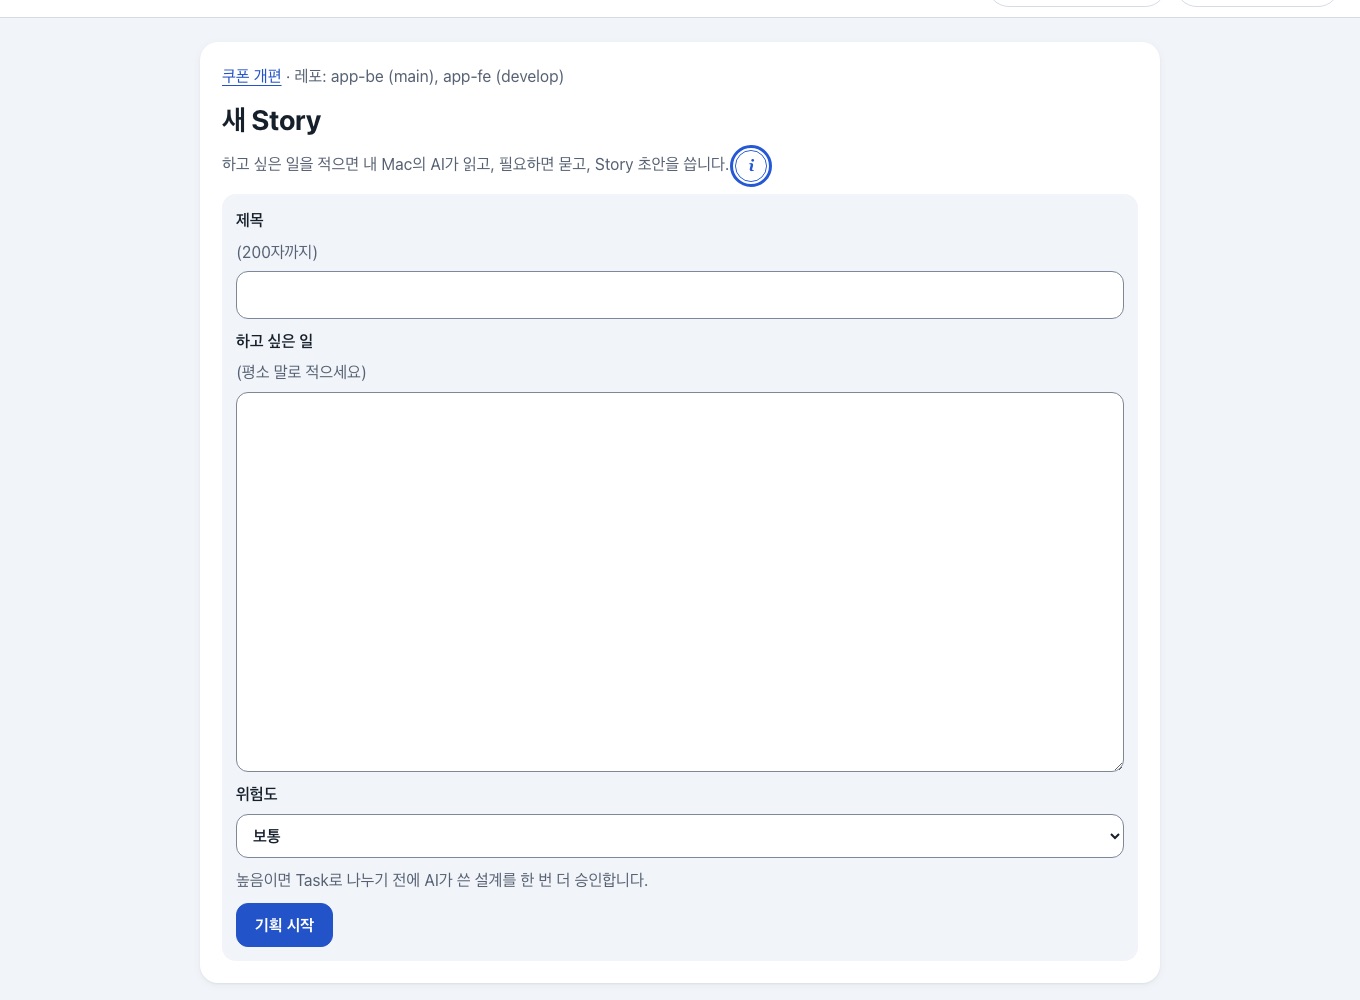 쿠폰 개편 · 레포: app-be (main), app-fe (develop)
새 Story
하고 싶은 일을 적으면 내 Mac의 AI가 읽고, 필요하면 묻고, Story 초안을 씁니다. i
제목
(200자까지)
하고 싶은 일
(평소 말로 적으세요)
위험도
보통
높음이면 Task로 나누기 전에 AI가 쓴 설계를 한 번 더 승인합니다.
기획 시작